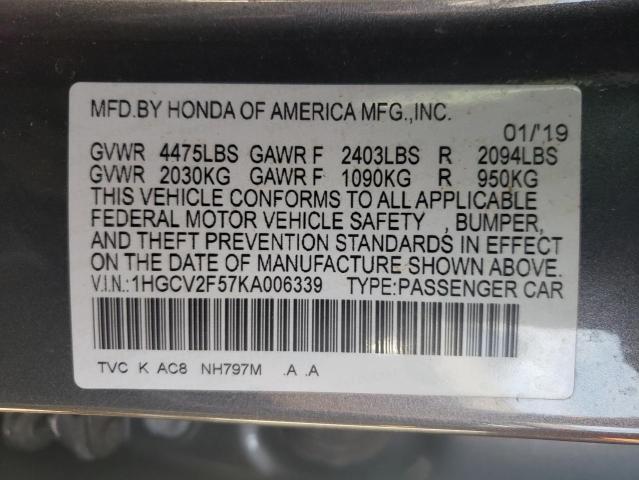 MFD.BY HONDA OF AMERICA MFG.,INC.
01/'19
GVWR 4475LBS GAWR F 2403LBS R 2094LBS
GVWR 2030KG GAWR F 1090KG R 950KG
THIS VEHICLE CONFORMS TO ALL APPLICABLE
FEDERAL MOTOR VEHICLE SAFETY , BUMPER,
AND THEFT PREVENTION STANDARDS IN EFFECT
ON THE DATE OF MANUFACTURE SHOWN ABOVE.
V.I.N.:1HGCV2F57KA006339 TYPE:PASSENGER CAR
TVC K AC8 NH797M .A .A